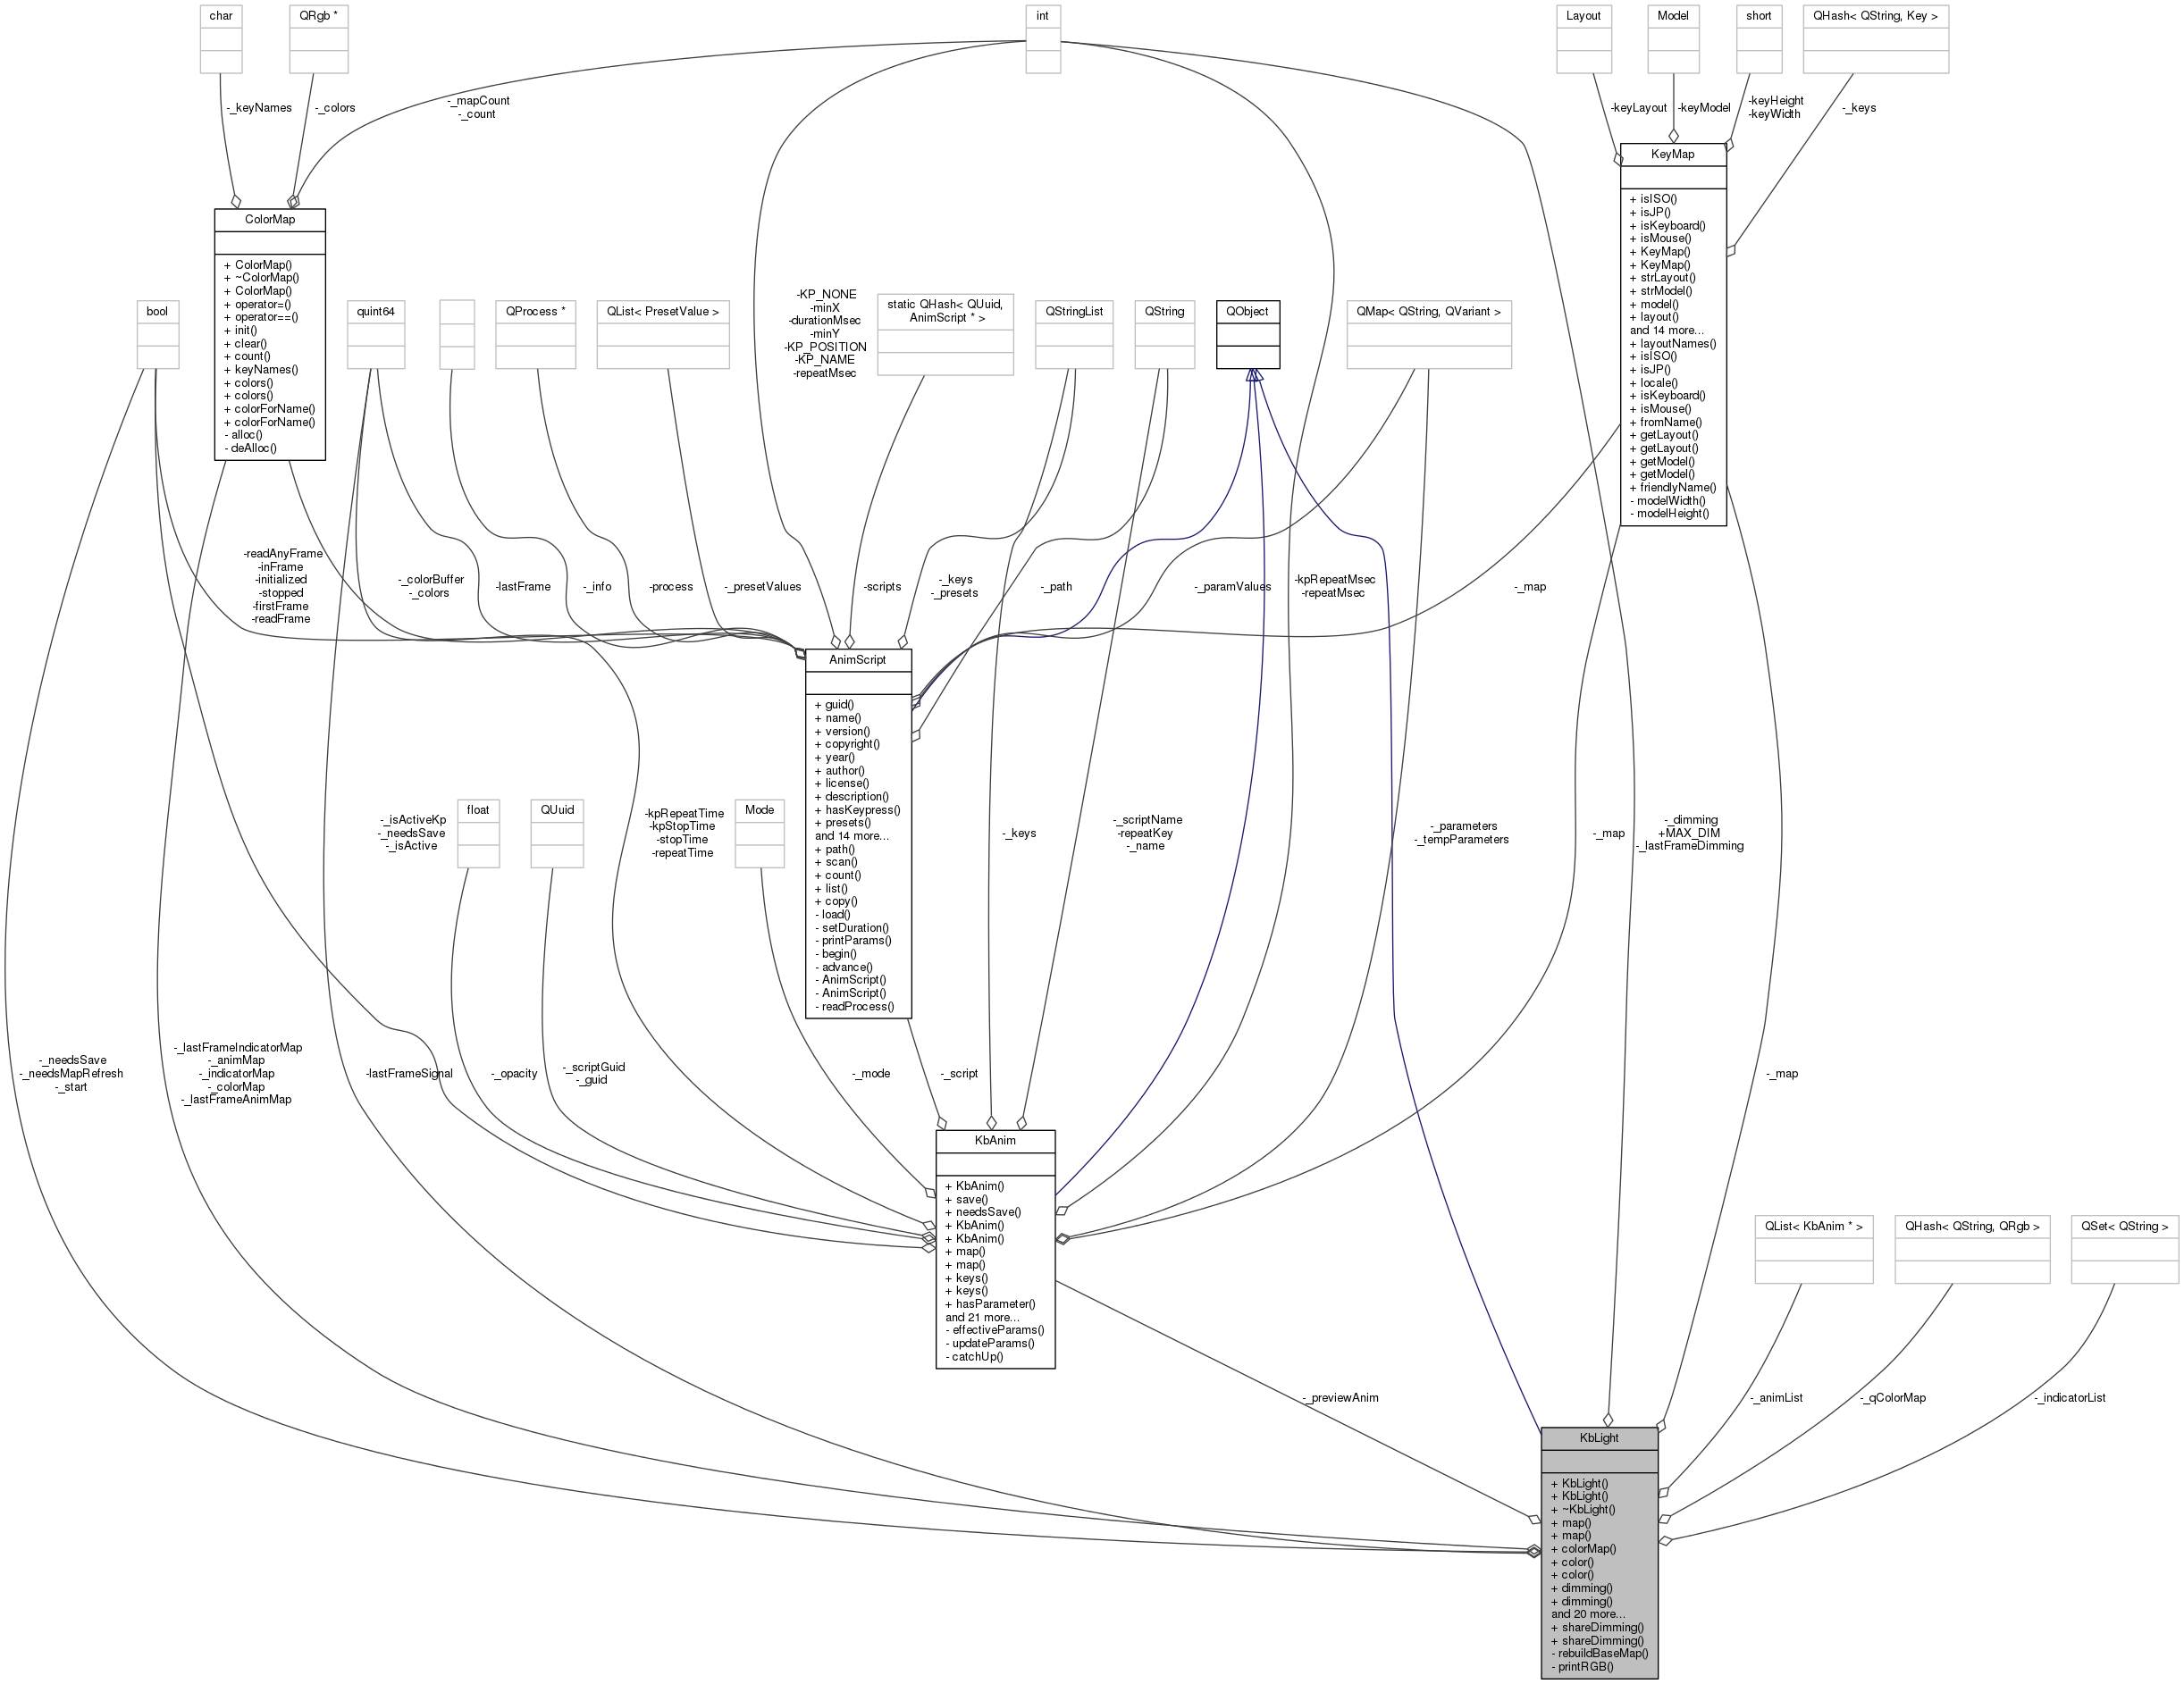 char
QRgb *
int
Layout
Model
short
QHash< QString, Key >
-_keyNames
-_colors
-_mapCount
-_count
-keyLayout
-keyModel
-keyHeight
-keyWidth
-_keys
KeyMap
+ isISO()
+ isJP()
+ isKeyboard()
+ isMouse()
+ KeyMap()
+ KeyMap()
+ strLayout()
+ strModel()
+ model()
+ layout()
and 14 more...
+ layoutNames()
+ isISO()
+ isJP()
+ locale()
+ isKeyboard()
+ isMouse()
+ fromName()
+ getLayout()
+ getLayout()
+ getModel()
+ getModel()
+ friendlyName()
- modelWidth()
- modelHeight()
ColorMap
+ ColorMap()
+ ~ColorMap()
+ ColorMap()
+ operator=()
+ operator==()
+ init()
+ clear()
+ count()
+ keyNames()
+ colors()
+ colors()
+ colorForName()
+ colorForName()
- alloc()
- deAlloc()
bool
quint64
QProcess *
QList< PresetValue >
-KP_NONE
-minX
-durationMsec
-minY
-KP_POSITION
-KP_NAME
-repeatMsec
static QHash< QUuid,
AnimScript * >
QStringList
QString
QObject
QMap< QString, QVariant >
-readAnyFrame
-inFrame
-initialized
-stopped
-firstFrame
-readFrame
-_colorBuffer
-_colors
-lastFrame
-_info
-process
-_presetValues
-scripts
-_keys
-_presets
-_path
-_paramValues
-kpRepeatMsec
-repeatMsec
-_map
AnimScript
+ guid()
+ name()
+ version()
+ copyright()
+ year()
+ author()
+ license()
+ description()
+ hasKeypress()
+ presets()
and 14 more...
+ path()
+ scan()
+ count()
+ list()
+ copy()
- load()
- setDuration()
- printParams()
- begin()
- advance()
- AnimScript()
- AnimScript()
- readProcess()
-_isActiveKp
-_needsSave
-_isActive
float
QUuid
-kpRepeatTime
-kpStopTime
-stopTime
-repeatTime
Mode
-_keys
-_scriptName
-repeatKey
-_name
-_parameters
-_tempParameters
-_map
-_dimming
+MAX_DIM
-_lastFrameDimming
-_needsSave
-_needsMapRefresh
-_start
-_lastFrameIndicatorMap
-_animMap
-_indicatorMap
-_colorMap
-_lastFrameAnimMap
-lastFrameSignal
-_opacity
-_scriptGuid
-_guid
-_mode
-_script
-_map
KbAnim
+ KbAnim()
+ save()
+ needsSave()
+ KbAnim()
+ KbAnim()
+ map()
+ map()
+ keys()
+ keys()
+ hasParameter()
and 21 more...
- effectiveParams()
- updateParams()
- catchUp()
QList< KbAnim * >
QHash< QString, QRgb >
QSet< QString >
-_previewAnim
-_animList
-_qColorMap
-_indicatorList
KbLight
+ KbLight()
+ KbLight()
+ ~KbLight()
+ map()
+ map()
+ colorMap()
+ color()
+ color()
+ dimming()
+ dimming()
and 20 more...
+ shareDimming()
+ shareDimming()
- rebuildBaseMap()
- printRGB()